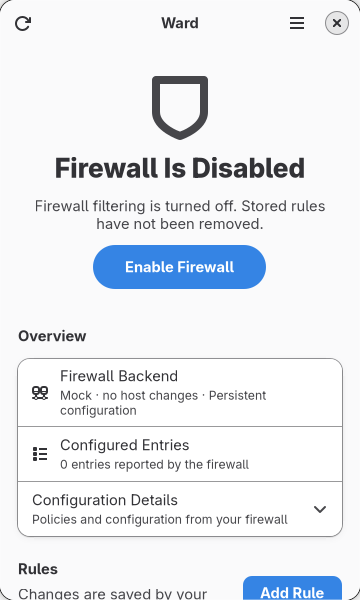 Ward
Firewall Is Disabled
Firewall filtering is turned off. Stored rules
have not been removed.
Enable Firewall
Overview
Firewall Backend
Mock · no host changes · Persistent
configuration
Configured Entries
0 entries reported by the firewall
Configuration Details
Policies and configuration from your firewall
Rules
Changes are saved by your
Add Rule